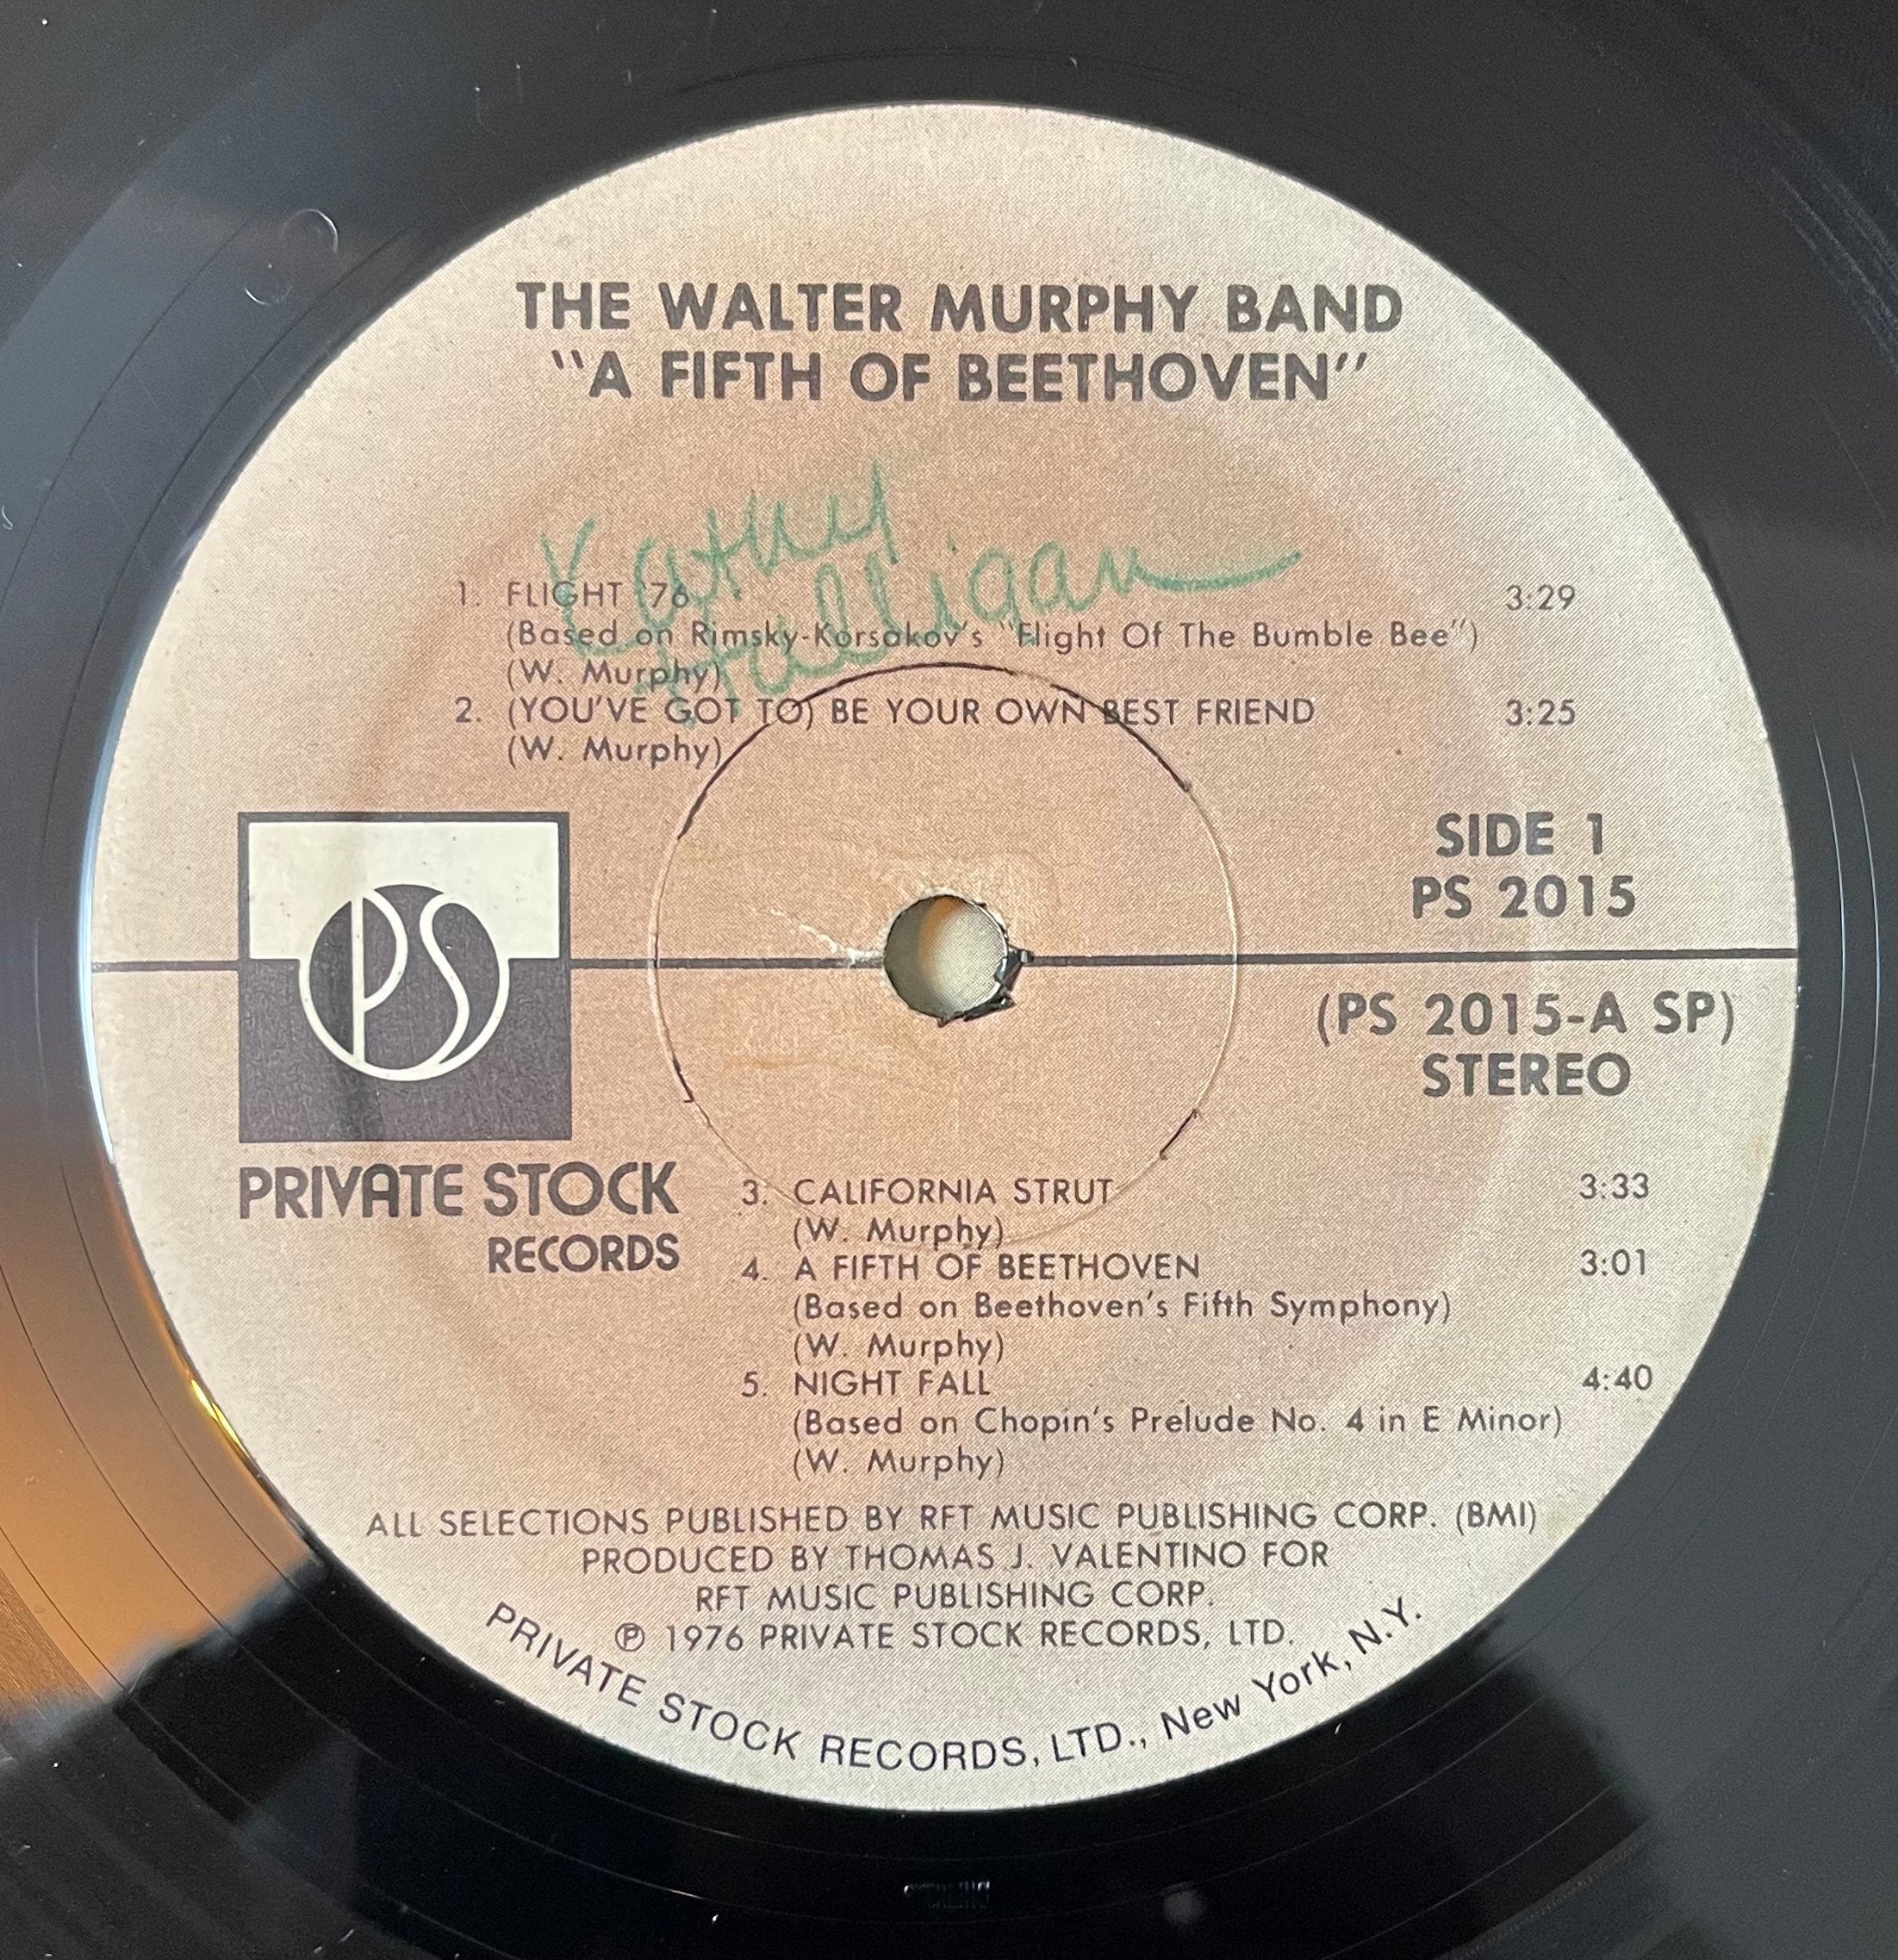 THE WALTER MURPHY BAND
"A FIFTH OF BEETHOVEN"
Kathy
Halligan
1. FLIGHT '76 3:29
(Based on Rimsky-Korsakov's "Flight Of The Bumble Bee")
(W. Murphy)
2. (YOU'VE GOT TO) BE YOUR OWN BEST FRIEND 3:25
(W. Murphy)
SIDE 1
PS 2015
PS
(PS 2015-A SP)
STEREO
PRIVATE STOCK
RECORDS
3. CALIFORNIA STRUT 3:33
(W. Murphy)
4. A FIFTH OF BEETHOVEN 3:01
(Based on Beethoven's Fifth Symphony)
(W. Murphy)
5. NIGHT FALL 4:40
(Based on Chopin's Prelude No. 4 in E Minor)
(W. Murphy)
ALL SELECTIONS PUBLISHED BY RFT MUSIC PUBLISHING CORP. (BMI)
PRODUCED BY THOMAS J. VALENTINO FOR
RFT MUSIC PUBLISHING CORP.
℗ 1976 PRIVATE STOCK RECORDS, LTD.
PRIVATE STOCK RECORDS, LTD., New York, N.Y.